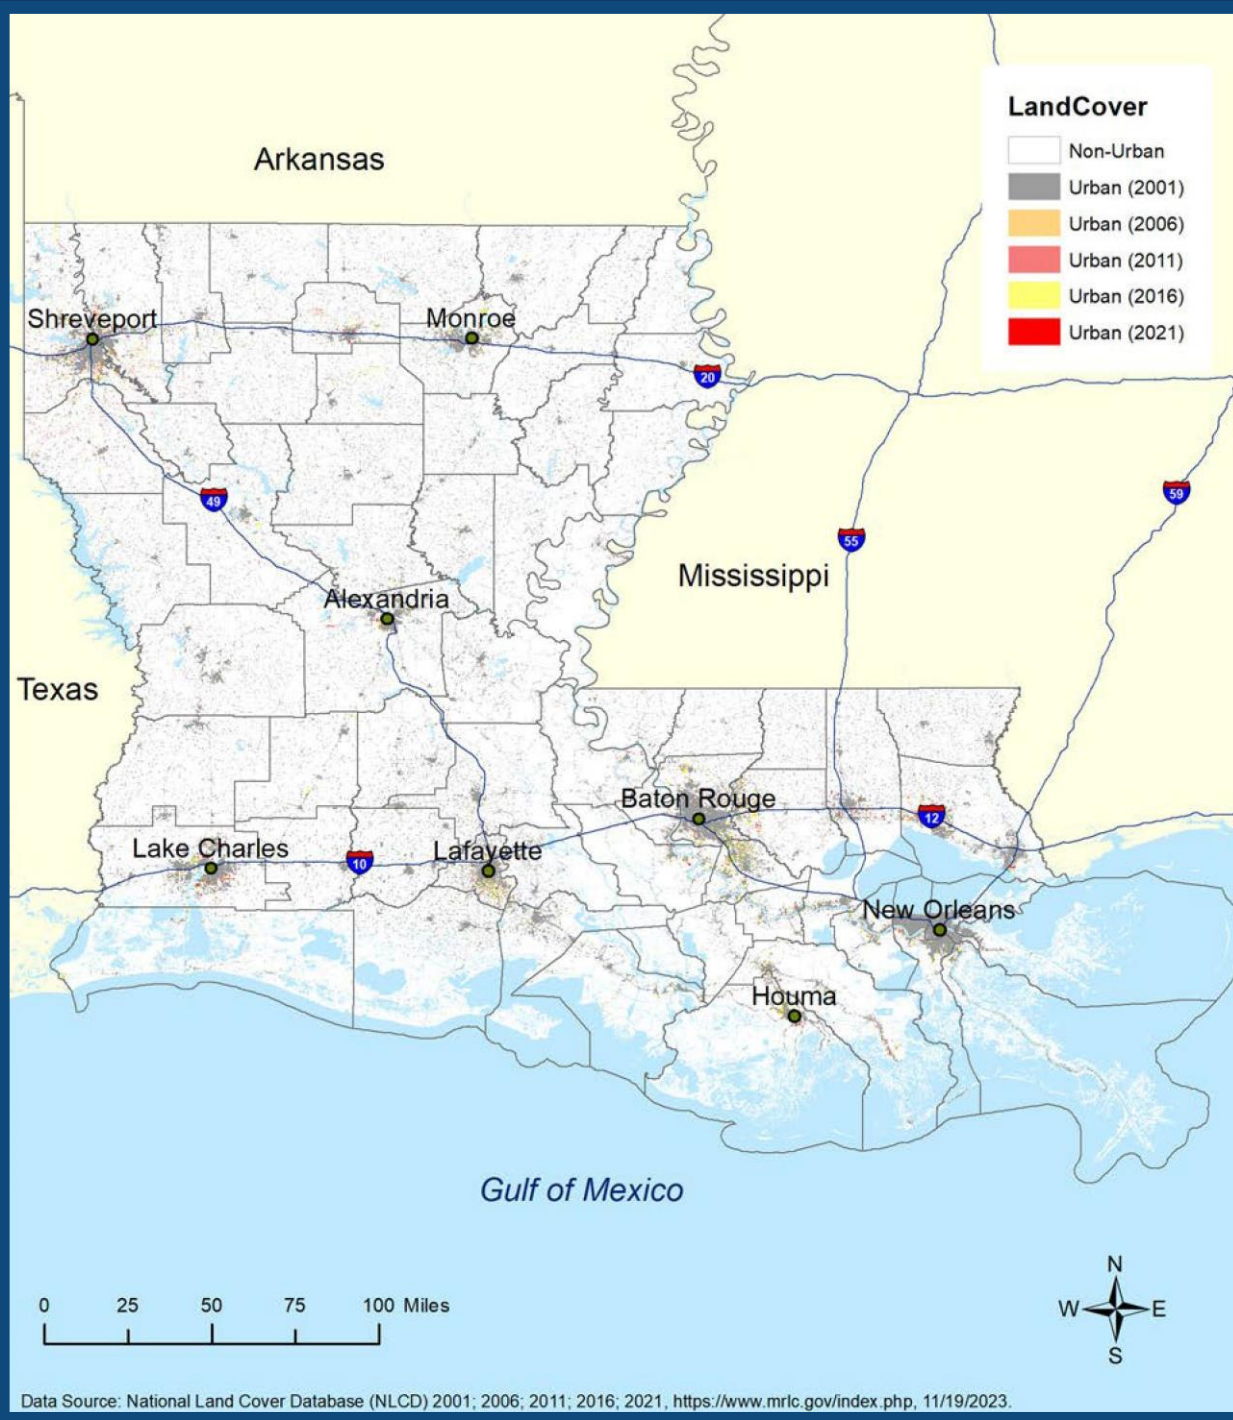 LandCover
Non-Urban
Urban (2001)
Urban (2006)
Urban (2011)
Urban (2016)
Urban (2021)
Arkansas
Shreveport
Monroe
20
49
59
55
Mississippi
Alexandria
Texas
Baton Rouge
12
Lake Charles
10
Lafayette
New Orleans
Houma
Gulf of Mexico
N
W E
S
0 25 50 75 100 Miles
Data Source: National Land Cover Database (NLCD) 2001; 2006; 2011; 2016; 2021, https://www.mrlc.gov/index.php, 11/19/2023.